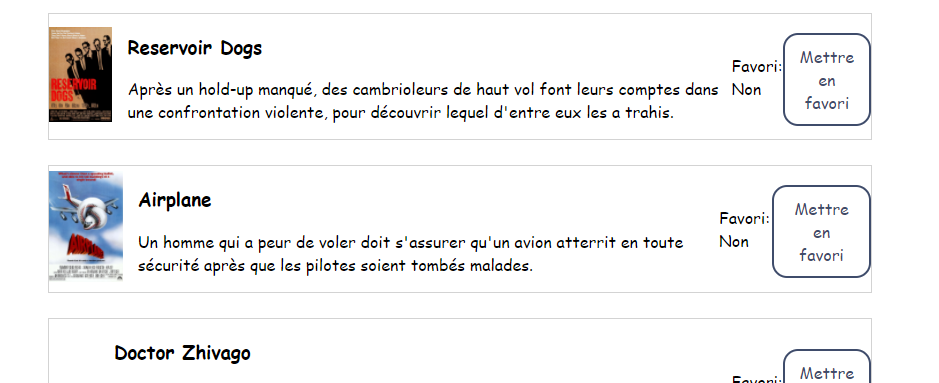 RESERVOIR
DOGS
Reservoir Dogs
Après un hold-up manqué, des cambrioleurs de haut vol font leurs comptes dans
une confrontation violente, pour découvrir lequel d'entre eux les a trahis.
Favori:
Non
Mettre
en
favori
Airplane
Un homme qui a peur de voler doit s'assurer qu'un avion atterrit en toute
sécurité après que les pilotes soient tombés malades.
Favori:
Non
Mettre
en
favori
Doctor Zhivago
Favori:
Mettre